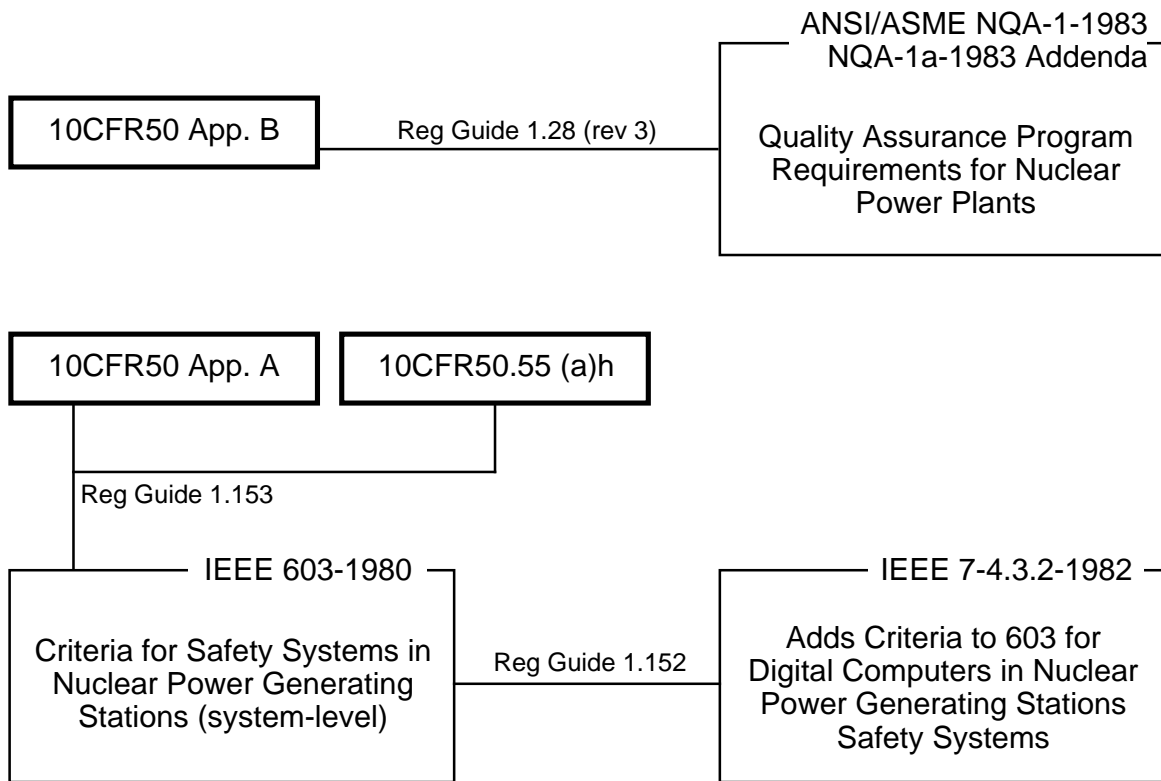 ANSI/ASME NQA-1-1983
NQA-1a-1983 Addenda
10CFR50 App. B
Reg Guide 1.28 (rev 3)
Quality Assurance Program
Requirements for Nuclear
Power Plants
10CFR50 App. A
10CFR50.55 (a)h
Reg Guide 1.153
IEEE 603-1980
Criteria for Safety Systems in
Nuclear Power Generating
Stations (system-level)
Reg Guide 1.152
IEEE 7-4.3.2-1982
Adds Criteria to 603 for
Digital Computers in Nuclear
Power Generating Stations
Safety Systems